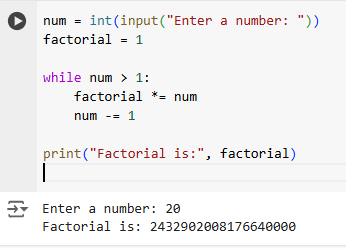 num = int(input("Enter a number: "))
factorial = 1
while num > 1:
    factorial *= num
    num -= 1
print("Factorial is:", factorial)
Enter a number: 20
Factorial is: 2432902008176640000